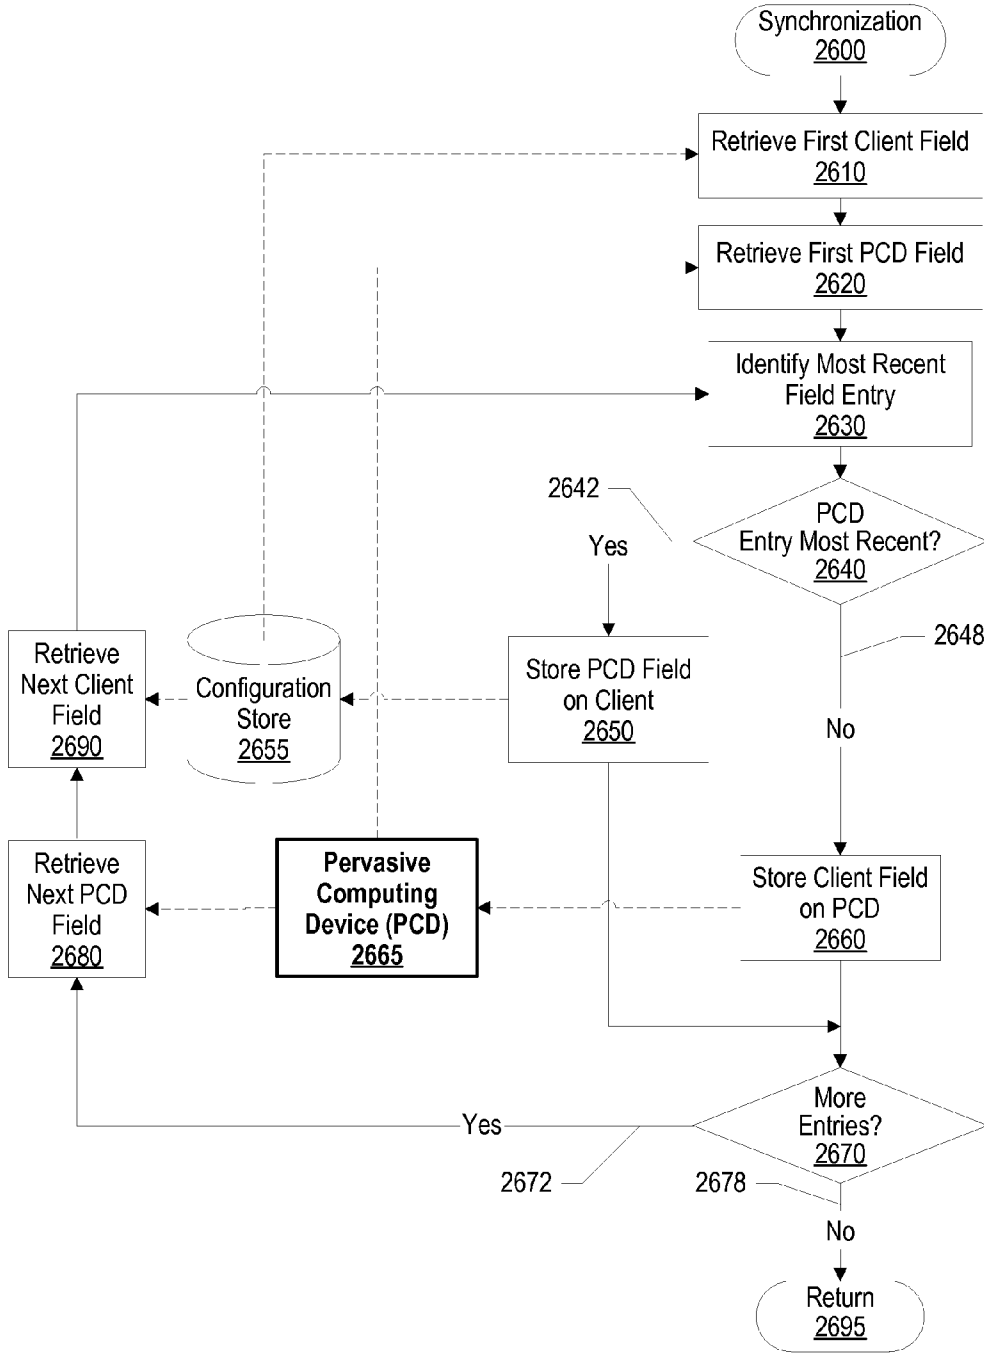 Synchronization
2600
Retrieve First Client Field
2610
Retrieve First PCD Field
2620
Identify Most Recent
Field Entry
2630
2642
PCD
Entry Most Recent?
2640
Yes
2648
Retrieve
Next Client
Field
2690
Configuration
Store
2655
Store PCD Field
on Client
2650
No
Retrieve
Next PCD
Field
2680
Pervasive
Computing
Device (PCD)
2665
Store Client Field
on PCD
2660
More
Entries?
2670
Yes
2672
2678
No
Return
2695